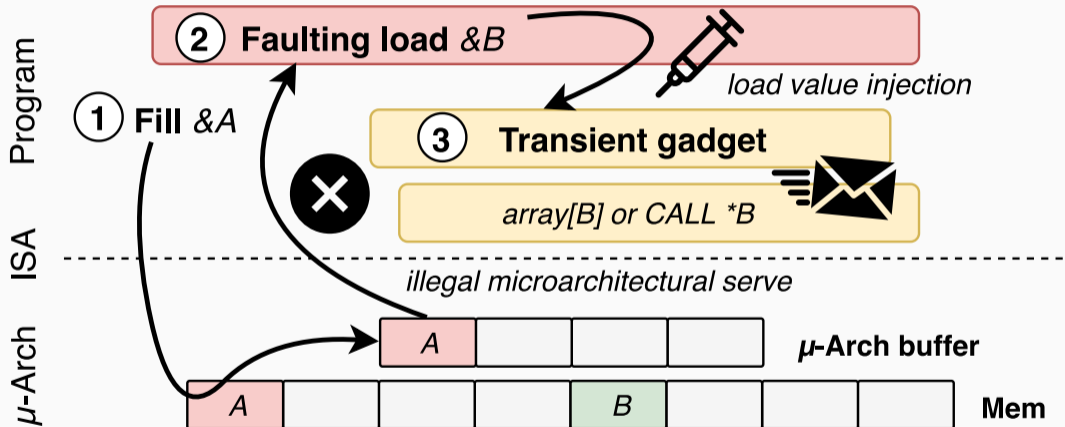 Program
ISA
μ-Arch
② Faulting load &B
load value injection
① Fill &A
③ Transient gadget
array[B] or CALL *B
illegal microarchitectural serve
A
μ-Arch buffer
A
B
Mem